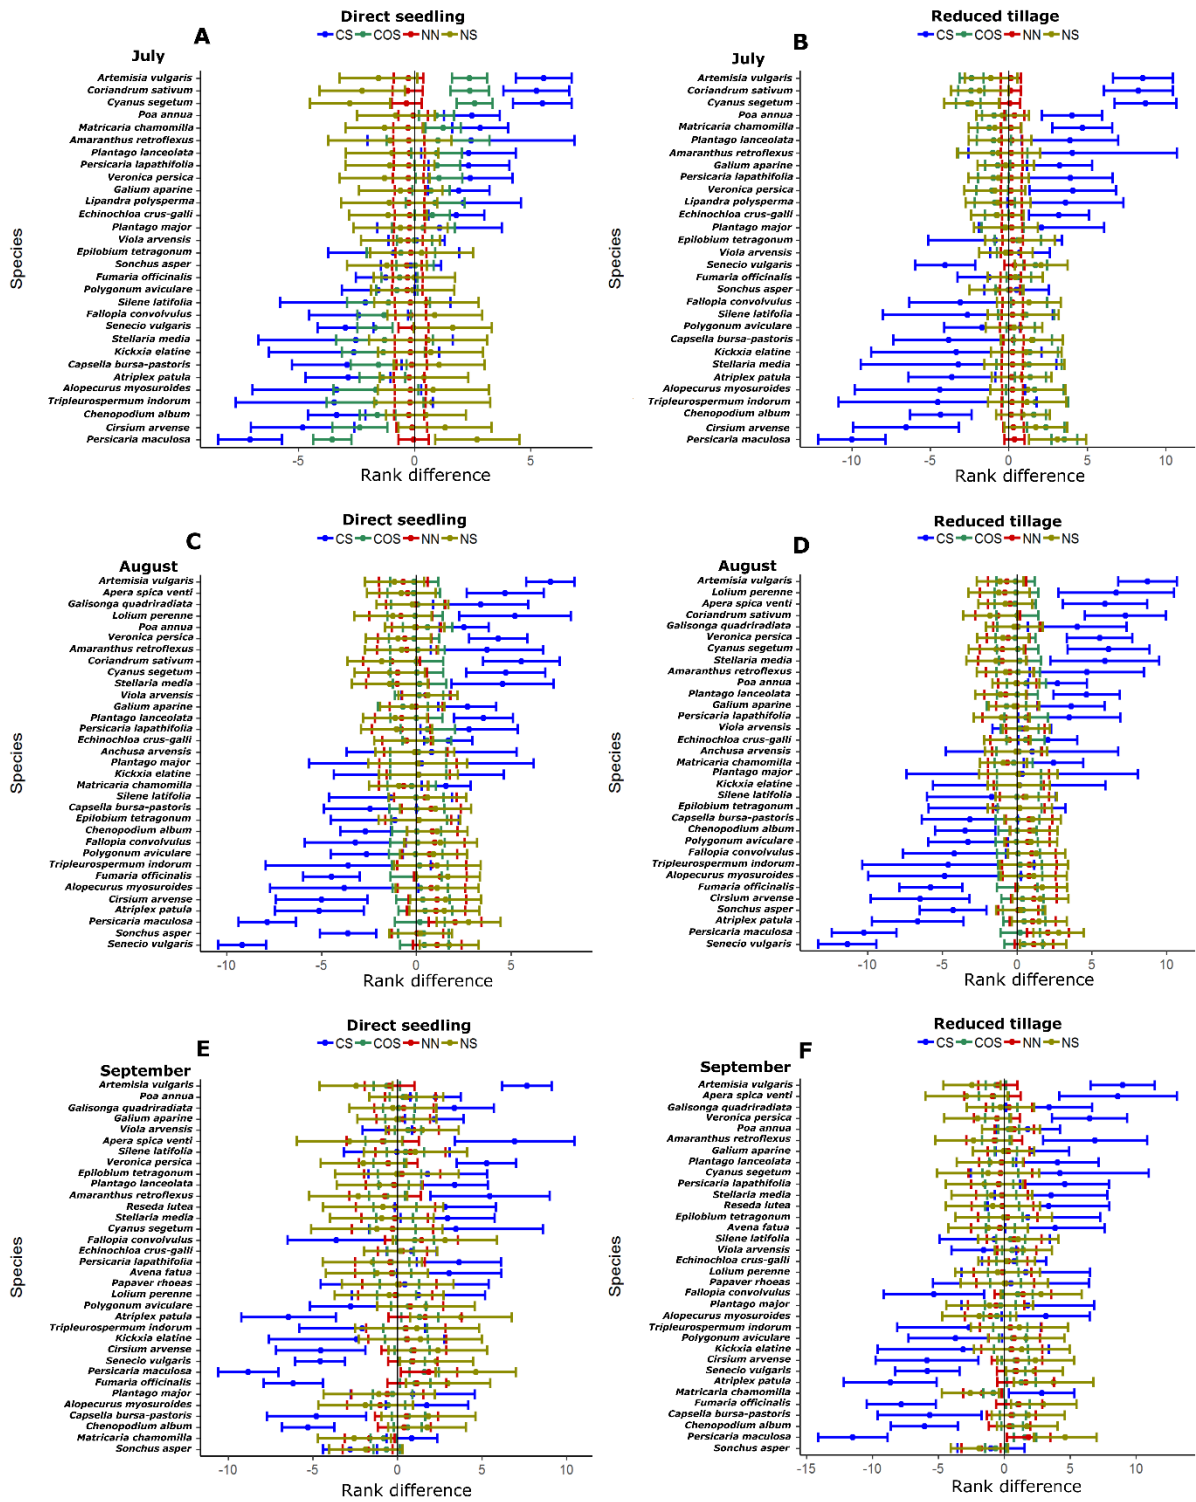 Direct seedling
CS COS NN NS
A
July
Species
Artemisia vulgaris
Coriandrum sativum
Cyanus segetum
Poa annua
Matricaria chamomilla
Amaranthus retroflexus
Plantago lanceolata
Persicaria lapathifolia
Veronica persica
Galium aparine
Lipandra polysperma
Echinochloa crus-galli
Plantago major
Viola arvensis
Epilobium tetragonum
Sonchus asper
Fumaria officinalis
Polygonum aviculare
Silene latifolia
Fallopia convolvulus
Senecio vulgaris
Stellaria media
Kickxia elatine
Capsella bursa-pastoris
Atriplex patula
Alopecurus myosuroides
Tripleurospermum indorum
Chenopodium album
Cirsium arvense
Persicaria maculosa
-5 0 5
Rank difference
Reduced tillage
CS COS NN NS
B
July
Species
Artemisia vulgaris
Coriandrum sativum
Cyanus segetum
Poa annua
Matricaria chamomilla
Plantago lanceolata
Amaranthus retroflexus
Galium aparine
Persicaria lapathifolia
Veronica persica
Lipandra polysperma
Echinochloa crus-galli
Plantago major
Epilobium tetragonum
Viola arvensis
Senecio vulgaris
Fumaria officinalis
Sonchus asper
Fallopia convolvulus
Silene latifolia
Polygonum aviculare
Capsella bursa-pastoris
Kickxia elatine
Stellaria media
Atriplex patula
Alopecurus myosuroides
Tripleurospermum indorum
Chenopodium album
Cirsium arvense
Persicaria maculosa
-10 -5 0 5 10
Rank difference
Direct seedling
CS COS NN NS
C
August
Species
Artemisia vulgaris
Apera spica venti
Galisonga quadriradiata
Lolium perenne
Poa annua
Veronica persica
Amaranthus retroflexus
Coriandrum sativum
Cyanus segetum
Stellaria media
Viola arvensis
Galium aparine
Plantago lanceolata
Persicaria lapathifolia
Echinochloa crus-galli
Anchusa arvensis
Plantago major
Kickxia elatine
Matricaria chamomilla
Silene latifolia
Capsella bursa-pastoris
Epilobium tetragonum
Chenopodium album
Fallopia convolvulus
Polygonum aviculare
Tripleurospermum indorum
Fumaria officinalis
Alopecurus myosuroides
Cirsium arvense
Atriplex patula
Persicaria maculosa
Sonchus asper
Senecio vulgaris
-10 -5 0 5
Rank difference
Reduced tillage
CS COS NN NS
D
August
Species
Artemisia vulgaris
Lolium perenne
Apera spica venti
Coriandrum sativum
Galisonga quadriradiata
Veronica persica
Cyanus segetum
Stellaria media
Amaranthus retroflexus
Poa annua
Plantago lanceolata
Galium aparine
Persicaria lapathifolia
Viola arvensis
Echinochloa crus-galli
Anchusa arvensis
Matricaria chamomilla
Plantago major
Kickxia elatine
Silene latifolia
Epilobium tetragonum
Capsella bursa-pastoris
Chenopodium album
Polygonum aviculare
Fallopia convolvulus
Tripleurospermum indorum
Alopecurus myosuroides
Fumaria officinalis
Cirsium arvense
Sonchus asper
Atriplex patula
Persicaria maculosa
Senecio vulgaris
-10 -5 0 5 10
Rank difference
Direct seedling
CS COS NN NS
E
September
Species
Artemisia vulgaris
Poa annua
Galisonga quadriradiata
Galium aparine
Viola arvensis
Apera spica venti
Silene latifolia
Veronica persica
Epilobium tetragonum
Plantago lanceolata
Amaranthus retroflexus
Reseda lutea
Stellaria media
Cyanus segetum
Fallopia convolvulus
Echinochloa crus-galli
Persicaria lapathifolia
Avena fatua
Papaver rhoeas
Lolium perenne
Polygonum aviculare
Atriplex patula
Tripleurospermum indorum
Kickxia elatine
Cirsium arvense
Senecio vulgaris
Persicaria maculosa
Fumaria officinalis
Plantago major
Alopecurus myosuroides
Capsella bursa-pastoris
Chenopodium album
Matricaria chamomilla
Sonchus asper
-10 -5 0 5 10
Rank difference
Reduced tillage
CS COS NN NS
F
September
Species
Artemisia vulgaris
Apera spica venti
Galisonga quadriradiata
Veronica persica
Poa annua
Amaranthus retroflexus
Galium aparine
Plantago lanceolata
Cyanus segetum
Persicaria lapathifolia
Stellaria media
Reseda lutea
Epilobium tetragonum
Avena fatua
Silene latifolia
Viola arvensis
Echinochloa crus-galli
Lolium perenne
Papaver rhoeas
Fallopia convolvulus
Plantago major
Alopecurus myosuroides
Tripleurospermum indorum
Polygonum aviculare
Kickxia elatine
Cirsium arvense
Senecio vulgaris
Atriplex patula
Matricaria chamomilla
Fumaria officinalis
Capsella bursa-pastoris
Chenopodium album
Persicaria maculosa
Sonchus asper
-15 -10 -5 0 5 10
Rank difference